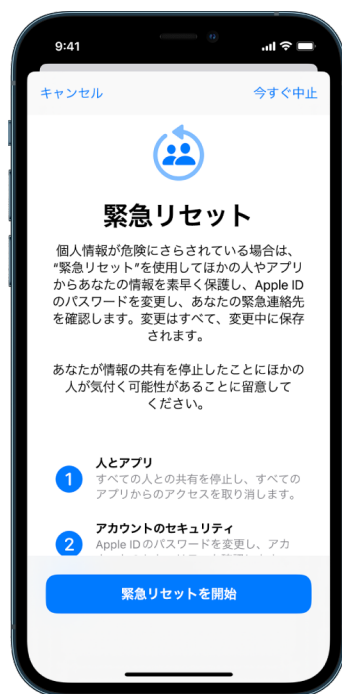 9:41
キャンセル
今すぐ中止
緊急リセット
個人情報が危険にさらされている場合は、
“緊急リセット”を使用してほかの人やアプリ
からあなたの情報を素早く保護し、Apple ID
のパスワードを変更し、あなたの緊急連絡先
を確認します。変更はすべて、変更中に保存
されます。
あなたが情報の共有を停止したことにほかの
人が気付く可能性があることに留意して
ください。
人とアプリ
1 すべての人との共有を停止し、すべての
アプリからのアクセスを取り消します。
アカウントのセキュリティ
2 Apple IDのパスワードを変更し、アカ
緊急リセットを開始